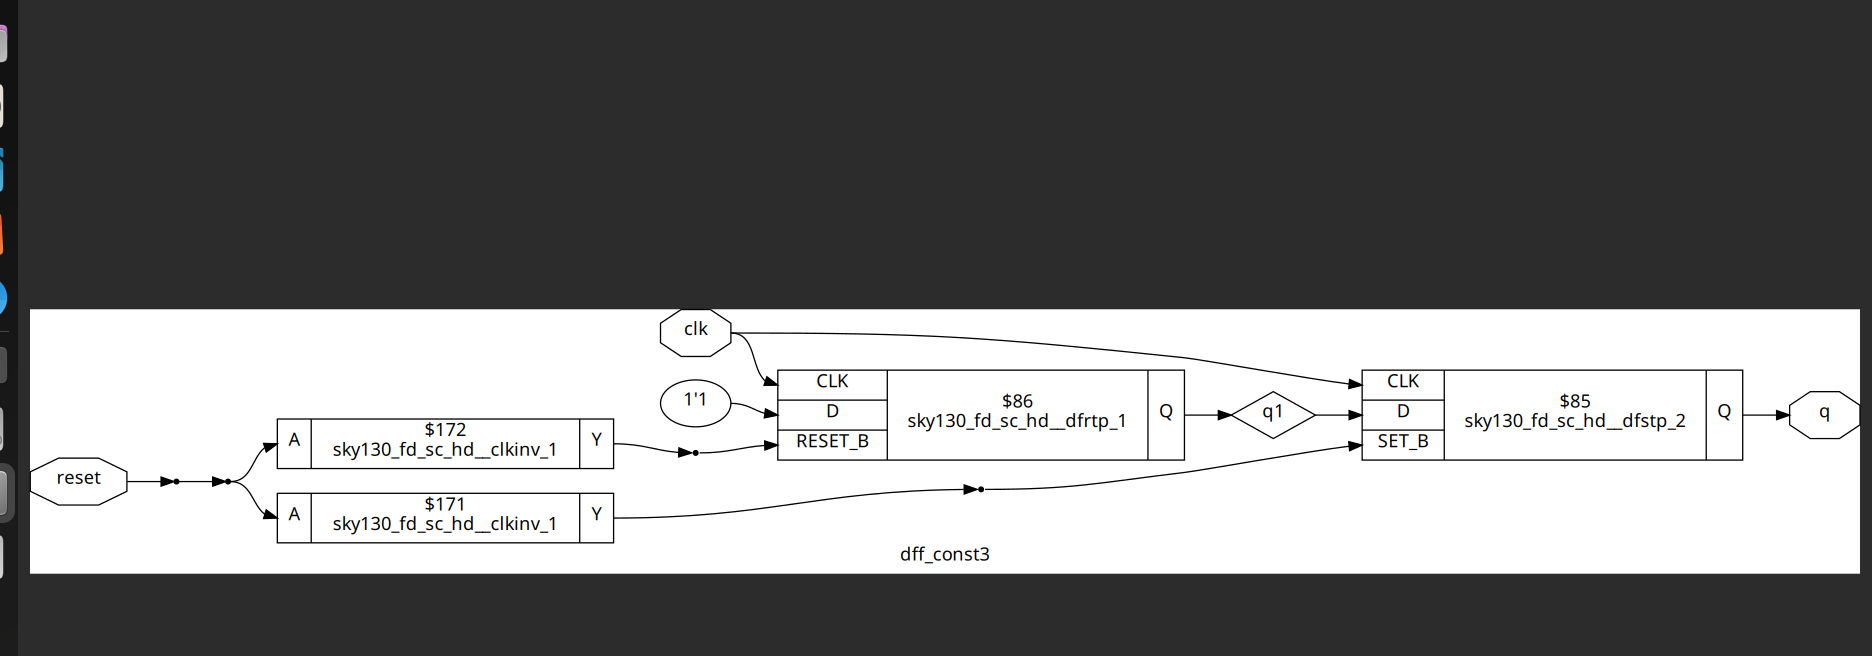 clk
1'1
CLK
D
RESET_B
$86
sky130_fd_sc_hd__dfrtp_1
Q
q1
CLK
D
SET_B
$85
sky130_fd_sc_hd__dfstp_2
Q
q
A
$172
sky130_fd_sc_hd__clkinv_1
Y
reset
A
$171
sky130_fd_sc_hd__clkinv_1
Y
dff_const3